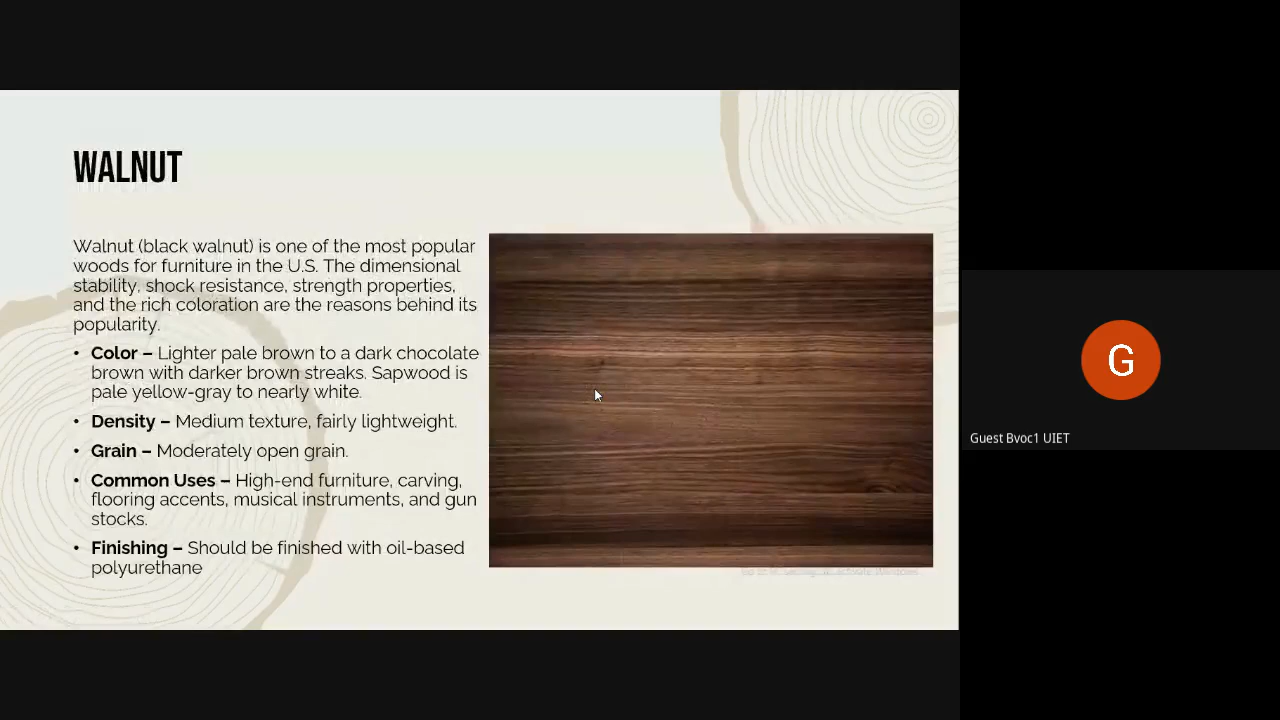 WALNUT
Walnut (black walnut) is one of the most popular
woods for furniture in the U.S. The dimensional
stability, shock resistance, strength properties,
and the rich coloration are the reasons behind its
popularity.
• Color – Lighter pale brown to a dark chocolate
brown with darker brown streaks. Sapwood is
pale yellow-gray to nearly white.
• Density – Medium texture, fairly lightweight.
• Grain – Moderately open grain.
• Common Uses – High-end furniture, carving,
flooring accents, musical instruments, and gun
stocks.
• Finishing – Should be finished with oil-based
polyurethane
G
Guest Bvoc1 UIET